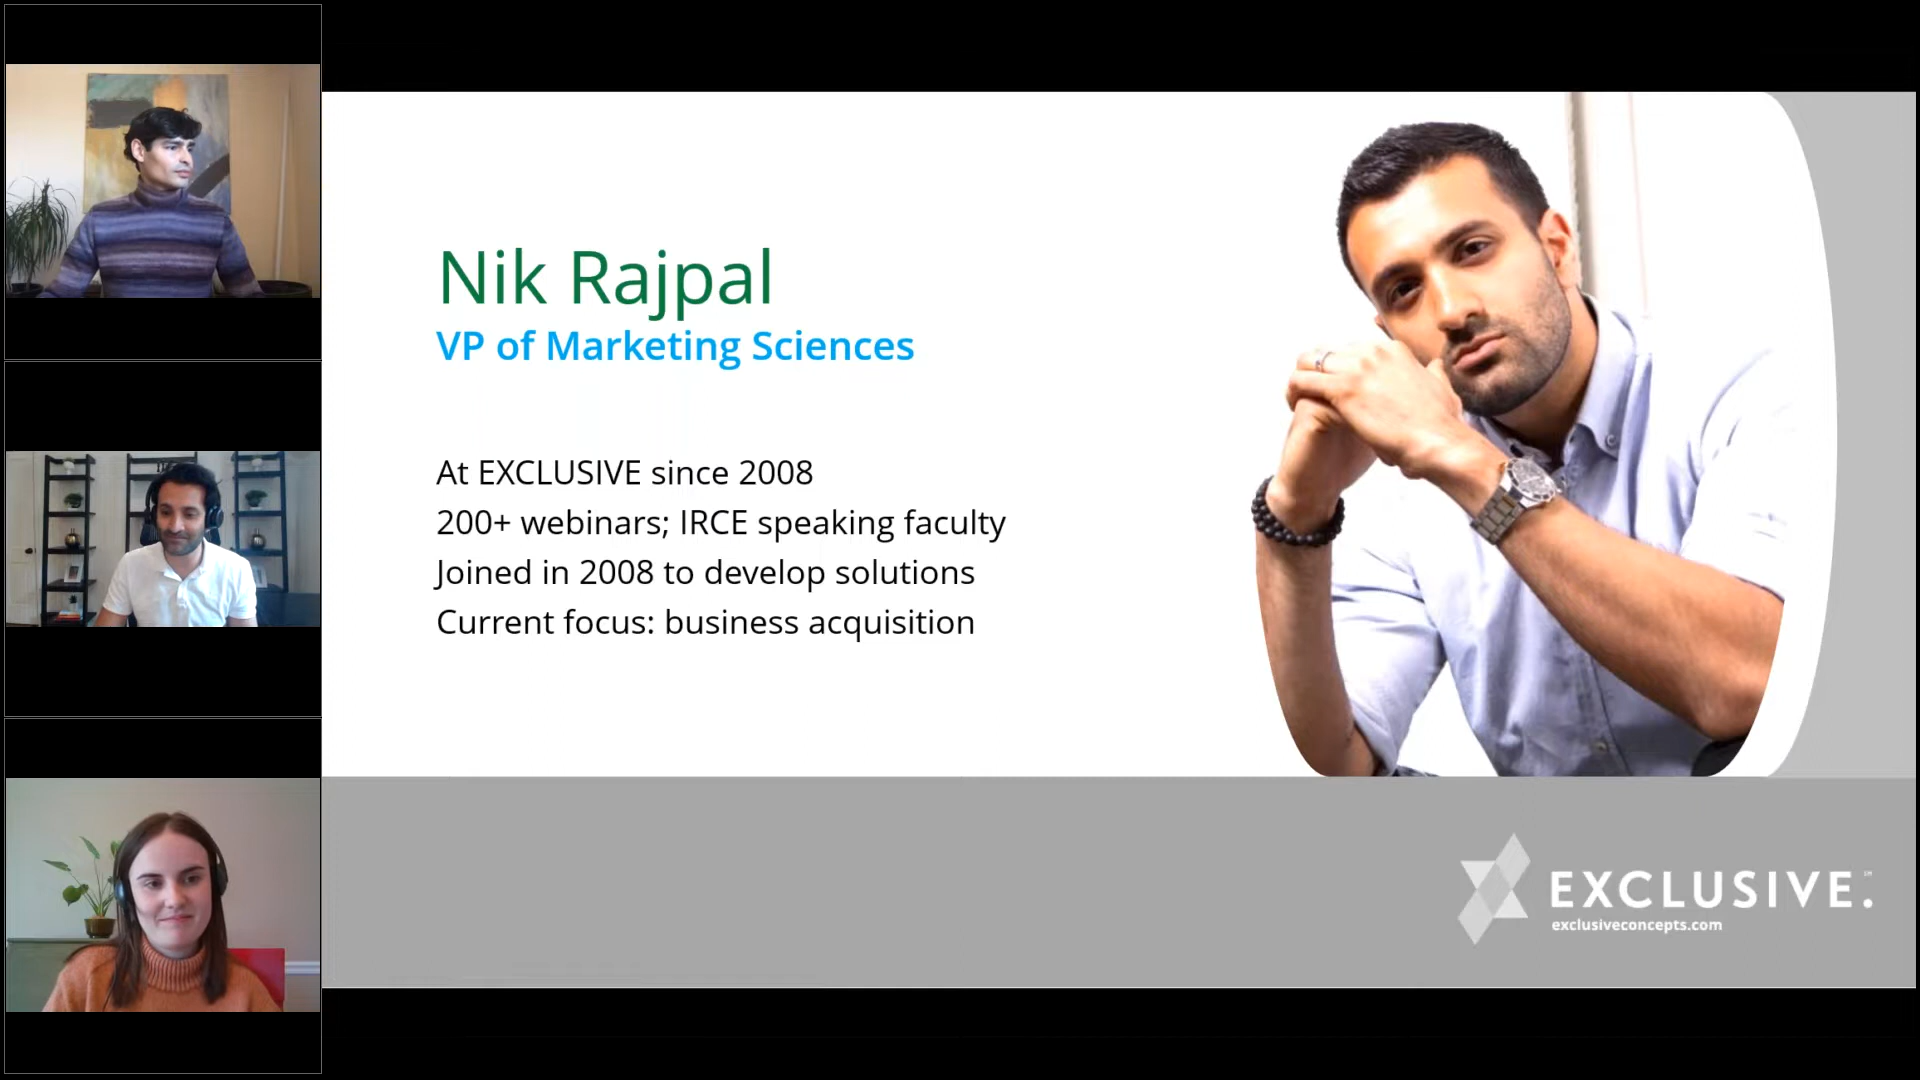 Nik Rajpal
VP of Marketing Sciences
At EXCLUSIVE since 2008
200+ webinars; IRCE speaking faculty
Joined in 2008 to develop solutions
Current focus: business acquisition
EXCLUSIVE.℠
exclusiveconcepts.com